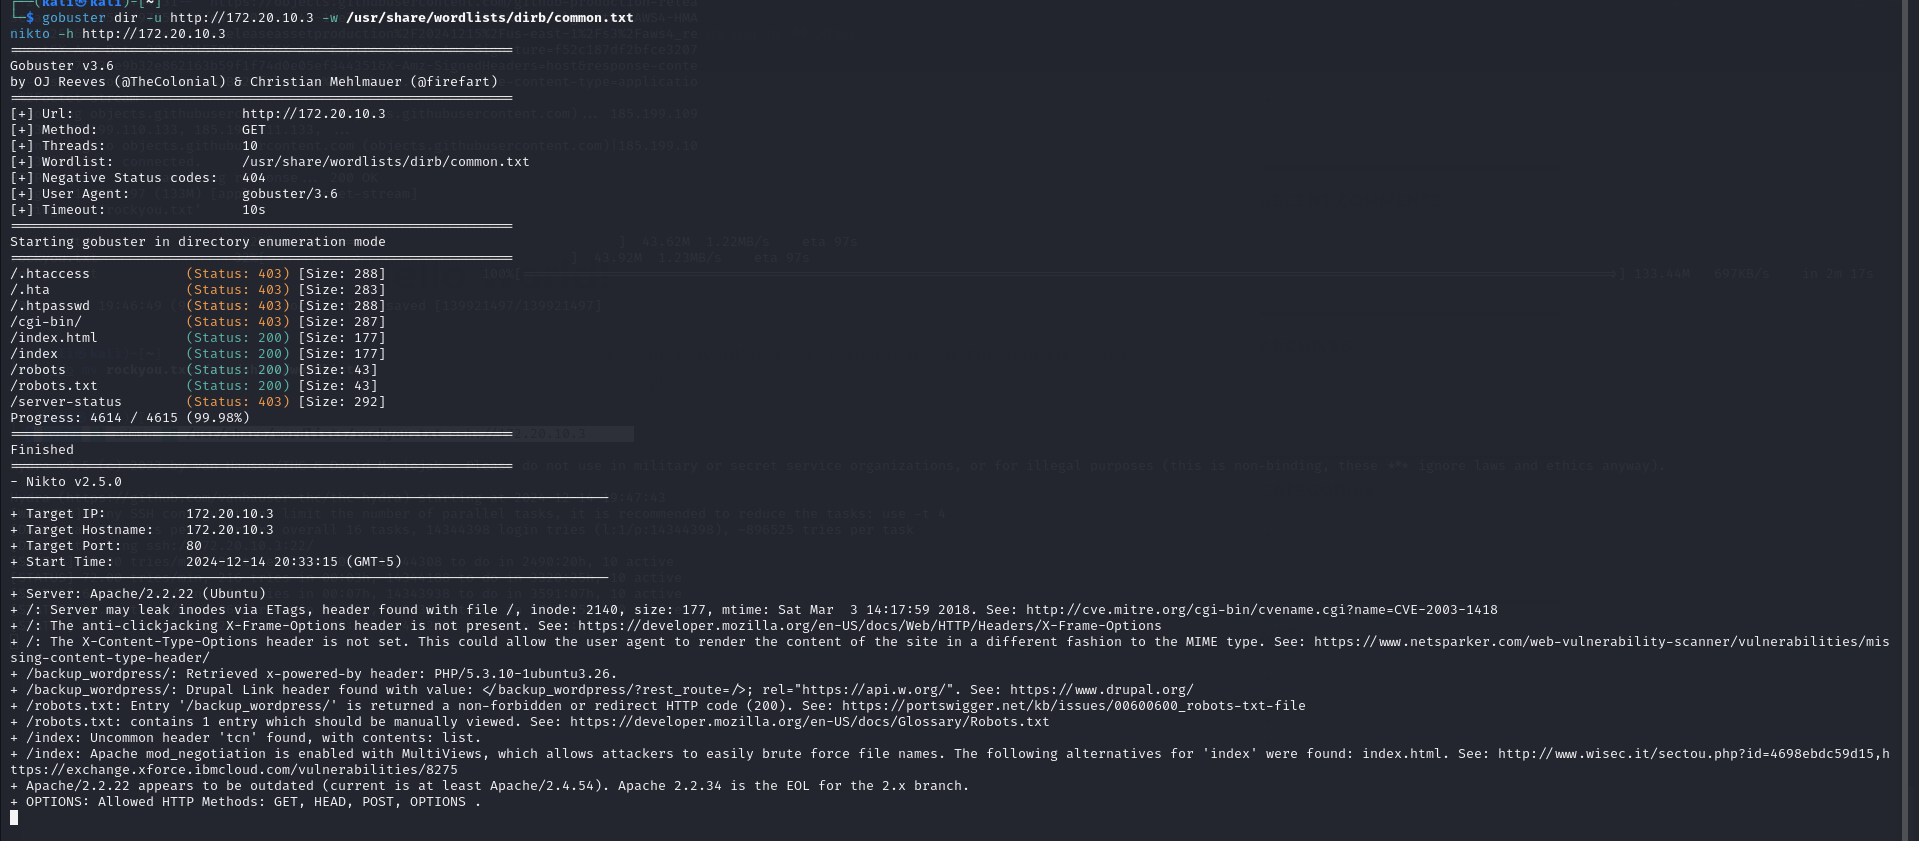 ┌──(kali㉿kali)-[~]
└─$ gobuster dir -u http://172.20.10.3 -w /usr/share/wordlists/dirb/common.txt
nikto -h http://172.20.10.3
===============================================================
Gobuster v3.6
by OJ Reeves (@TheColonial) & Christian Mehlmauer (@firefart)
===============================================================
[+] Url:                     http://172.20.10.3
[+] Method:                  GET
[+] Threads:                 10
[+] Wordlist:                /usr/share/wordlists/dirb/common.txt
[+] Negative Status codes:   404
[+] User Agent:              gobuster/3.6
[+] Timeout:                 10s
===============================================================
Starting gobuster in directory enumeration mode
===============================================================
/.htaccess            (Status: 403) [Size: 288]
/.hta                 (Status: 403) [Size: 283]
/.htpasswd            (Status: 403) [Size: 288]
/cgi-bin/             (Status: 403) [Size: 287]
/index.html           (Status: 200) [Size: 177]
/index                (Status: 200) [Size: 177]
/robots               (Status: 200) [Size: 43]
/robots.txt           (Status: 200) [Size: 43]
/server-status        (Status: 403) [Size: 292]
Progress: 4614 / 4615 (99.98%)
===============================================================
Finished
===============================================================
- Nikto v2.5.0
---------------------------------------------------------------------------
+ Target IP:          172.20.10.3
+ Target Hostname:    172.20.10.3
+ Target Port:        80
+ Start Time:         2024-12-14 20:33:15 (GMT-5)
---------------------------------------------------------------------------
+ Server: Apache/2.2.22 (Ubuntu)
+ /: Server may leak inodes via ETags, header found with file /, inode: 2140, size: 177, mtime: Sat Mar  3 14:17:59 2018. See: http://cve.mitre.org/cgi-bin/cvename.cgi?name=CVE-2003-1418
+ /: The anti-clickjacking X-Frame-Options header is not present. See: https://developer.mozilla.org/en-US/docs/Web/HTTP/Headers/X-Frame-Options
+ /: The X-Content-Type-Options header is not set. This could allow the user agent to render the content of the site in a different fashion to the MIME type. See: https://www.netsparker.com/web-vulnerability-scanner/vulnerabilities/mis
sing-content-type-header/
+ /backup_wordpress/: Retrieved x-powered-by header: PHP/5.3.10-1ubuntu3.26.
+ /backup_wordpress/: Drupal Link header found with value: </backup_wordpress/?rest_route=/>; rel="https://api.w.org/". See: https://www.drupal.org/
+ /robots.txt: Entry '/backup_wordpress/' is returned a non-forbidden or redirect HTTP code (200). See: https://portswigger.net/kb/issues/00600600_robots-txt-file
+ /robots.txt: contains 1 entry which should be manually viewed. See: https://developer.mozilla.org/en-US/docs/Glossary/Robots.txt
+ /index: Uncommon header 'tcn' found, with contents: list.
+ /index: Apache mod_negotiation is enabled with MultiViews, which allows attackers to easily brute force file names. The following alternatives for 'index' were found: index.html. See: http://www.wisec.it/sectou.php?id=4698ebdc59d15,h
ttps://exchange.xforce.ibmcloud.com/vulnerabilities/8275
+ Apache/2.2.22 appears to be outdated (current is at least Apache/2.4.54). Apache 2.2.34 is the EOL for the 2.x branch.
+ OPTIONS: Allowed HTTP Methods: GET, HEAD, POST, OPTIONS .